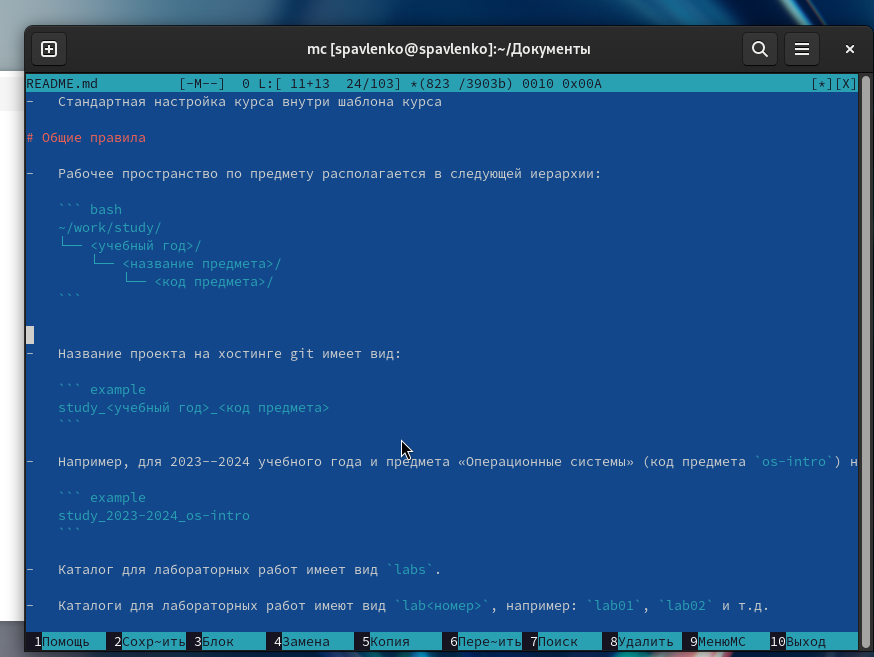 mc [spavlenko@spavlenko]:~/Документы
README.md [-M--] 0 L:[ 11+13 24/103] *(823 /3903b) 0010 0x00A [*][X]
- Стандартная настройка курса внутри шаблона курса
# Общие правила
- Рабочее пространство по предмету располагается в следующей иерархии:
``` bash
~/work/study/
└── <учебный год>/
└── <название предмета>/
└── <код предмета>/
```
- Название проекта на хостинге git имеет вид:
``` example
study_<учебный год>_<код предмета>
```
- Например, для 2023--2024 учебного года и предмета «Операционные системы» (код предмета `os-intro`) н
``` example
study_2023-2024_os-intro
```
- Каталог для лабораторных работ имеет вид `labs`.
- Каталоги для лабораторных работ имеют вид `lab<номер>`, например: `lab01`, `lab02` и т.д.
1Помощь 2Сохр~ить 3Блок 4Замена 5Копия 6Пере~ить 7Поиск 8Удалить 9МенюMC 10Выход